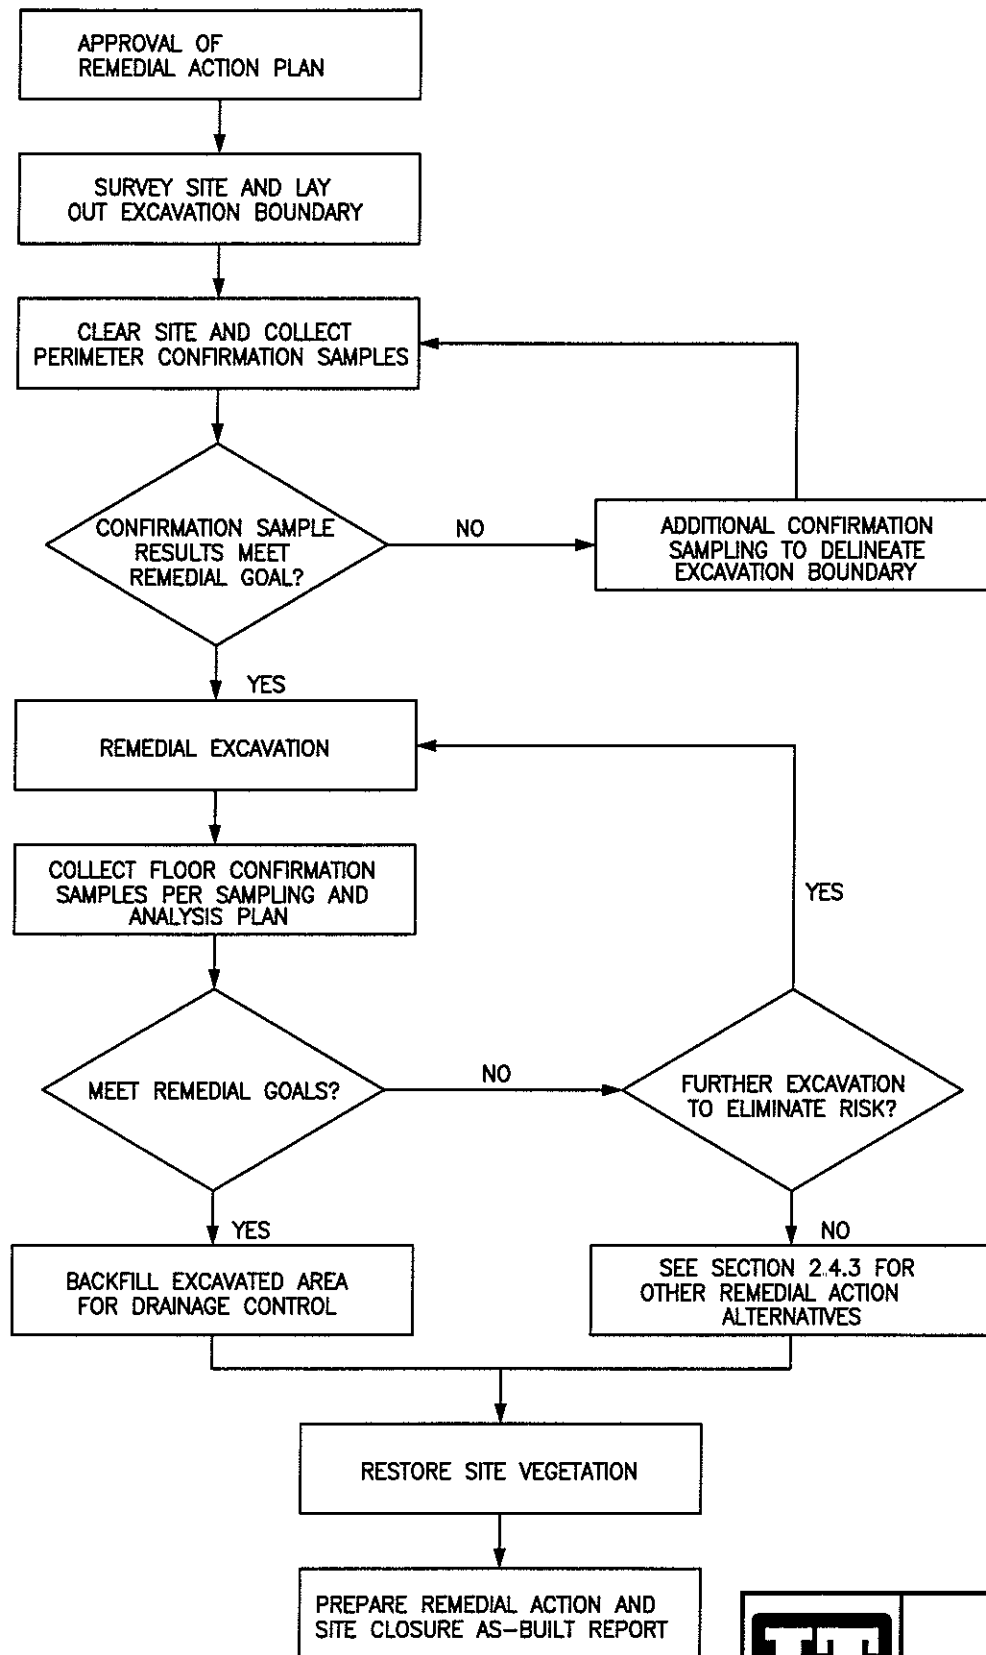 APPROVAL OF
REMEDIAL ACTION PLAN
SURVEY SITE AND LAY
OUT EXCAVATION BOUNDARY
CLEAR SITE AND COLLECT
PERIMETER CONFIRMATION SAMPLES
CONFIRMATION SAMPLE
RESULTS MEET
REMEDIAL GOAL?
NO
ADDITIONAL CONFIRMATION
SAMPLING TO DELINEATE
EXCAVATION BOUNDARY
YES
REMEDIAL EXCAVATION
COLLECT FLOOR CONFIRMATION
SAMPLES PER SAMPLING AND
ANALYSIS PLAN
YES
MEET REMEDIAL GOALS?
NO
FURTHER EXCAVATION
TO ELIMINATE RISK?
YES
NO
BACKFILL EXCAVATED AREA
FOR DRAINAGE CONTROL
SEE SECTION 2.4.3 FOR
OTHER REMEDIAL ACTION
ALTERNATIVES
RESTORE SITE VEGETATION
PREPARE REMEDIAL ACTION AND
SITE CLOSURE AS-BUILT REPORT